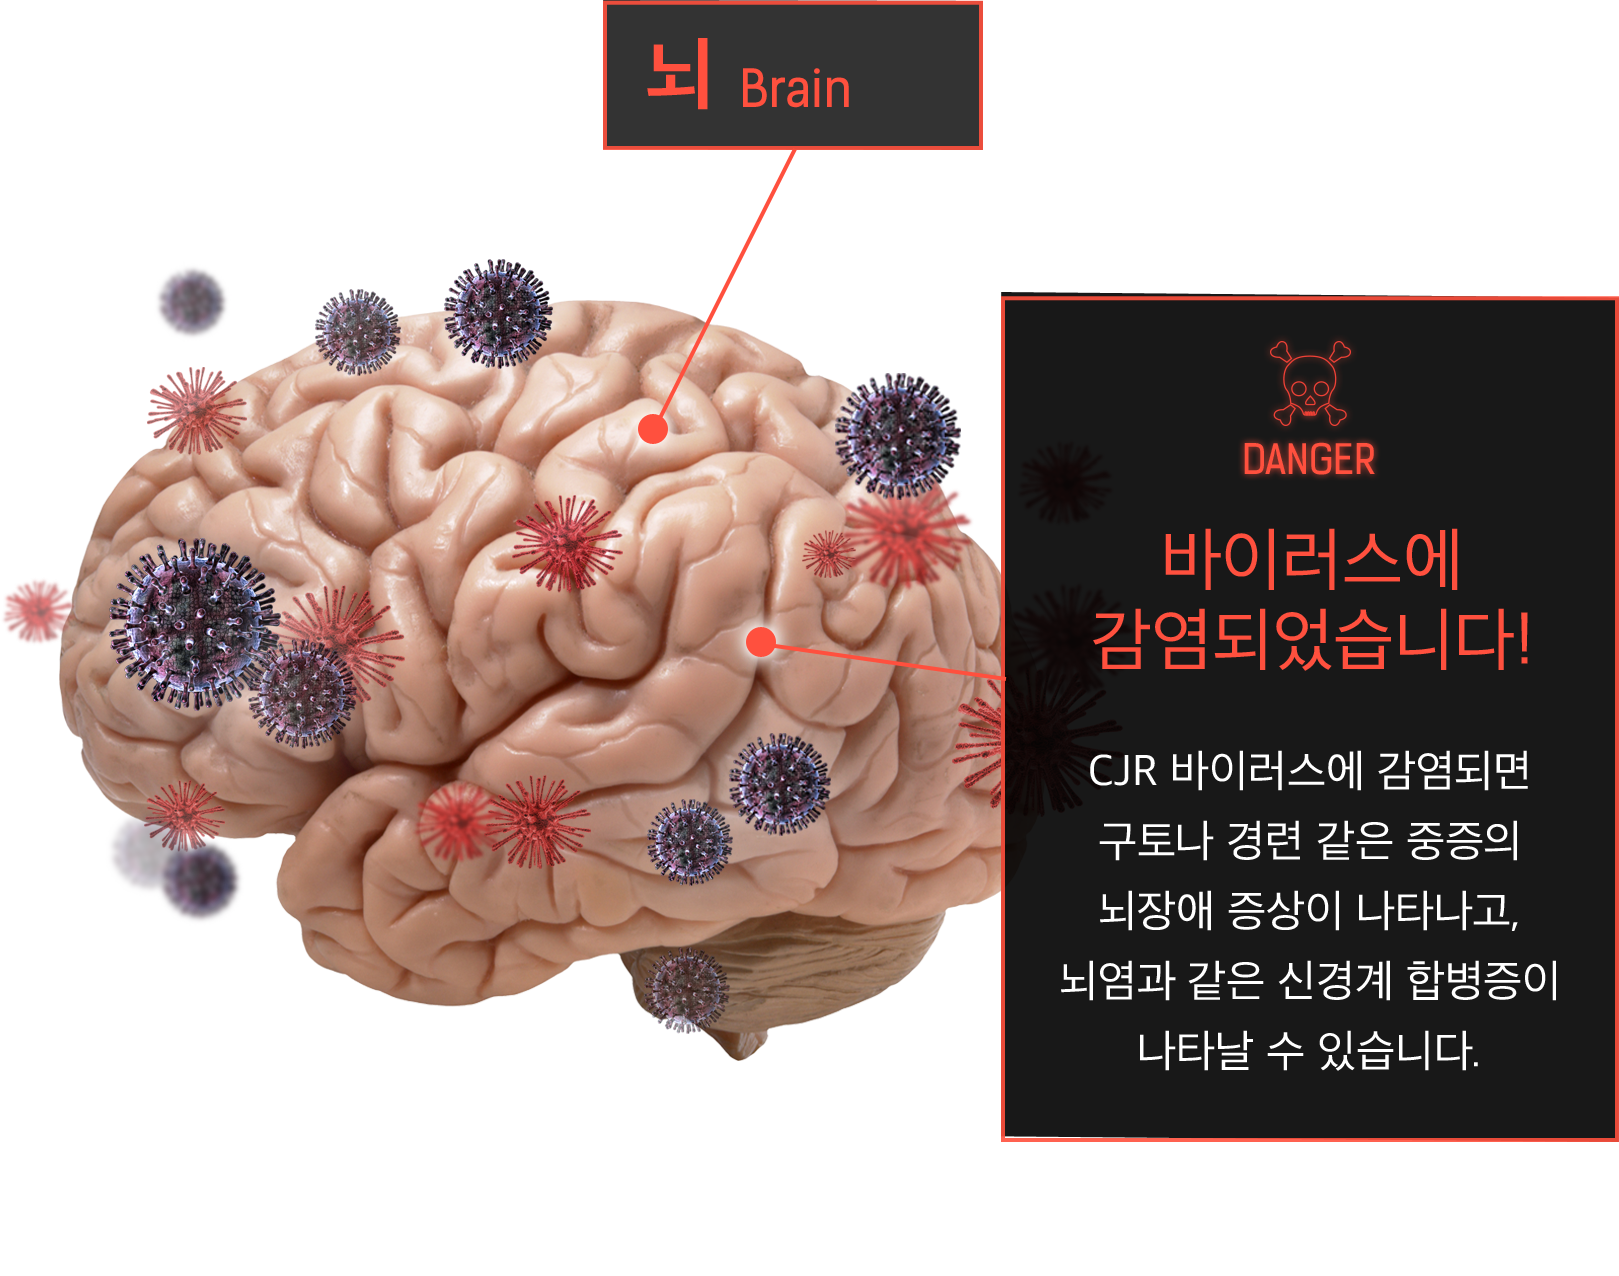 뇌 Brain
DANGER
바이러스에
감염되었습니다!
CJR 바이러스에 감염되면
구토나 경련 같은 중증의
뇌장애 증상이 나타나고,
뇌염과 같은 신경계 합병증이
나타날 수 있습니다.